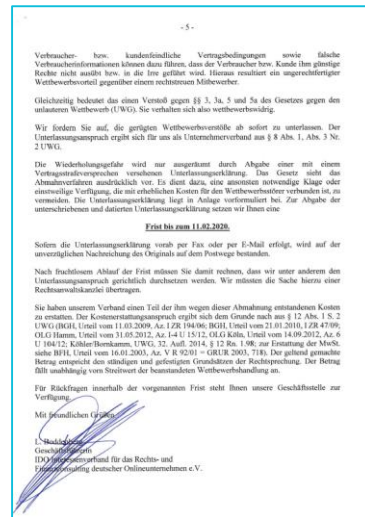 - 5 -
Verbraucher- bzw. kundenfeindliche Vertragsbedingungen sowie falsche
Verbraucherinformationen können dazu führen, dass der Verbraucher bzw. Kunde ihm günstige
Rechte nicht ausübt bzw. in die Irre geführt wird. Hieraus resultiert ein ungerechtfertigter
Wettbewerbsvorteil gegenüber einem rechtstreuen Mitbewerber.
Gleichzeitig bedeutet das einen Verstoß gegen §§ 3, 3a, 5 und 5a des Gesetzes gegen den
unlauteren Wettbewerb (UWG). Sie verhalten sich also wettbewerbswidrig.
Wir fordern Sie auf, die gerügten Wettbewerbsverstöße ab sofort zu unterlassen. Der
Unterlassungsanspruch ergibt sich für uns als Unternehmerverband aus § 8 Abs. 1, Abs. 3 Nr.
2 UWG.
Die Wiederholungsgefahr wird nur ausgeräumt durch Abgabe einer mit einem
Vertragsstrafeversprechen versehenen Unterlassungserklärung. Das Gesetz sieht das
Abmahnverfahren ausdrücklich vor. Es dient dazu, eine ansonsten notwendige Klage oder
einstweilige Verfügung, die mit erheblichen Kosten für den Wettbewerbsstörer verbunden ist, zu
vermeiden. Die Unterlassungserklärung liegt in Anlage vorformuliert bei. Zur Abgabe der
unterschriebenen und datierten Unterlassungserklärung setzen wir Ihnen eine
Frist bis zum 11.02.2020.
Sofern die Unterlassungserklärung vorab per Fax oder per E-Mail erfolgt, wird auf der
unverzüglichen Nachreichung des Originals auf dem Postwege bestanden.
Nach fruchtlosem Ablauf der Frist müssen Sie damit rechnen, dass wir unter anderem den
Unterlassungsanspruch gerichtlich durchsetzen werden. Wir müssten die Sache hierzu einer
Rechtsanwaltskanzlei übertragen.
Sie haben unserem Verband einen Teil der ihm wegen dieser Abmahnung entstandenen Kosten
zu erstatten. Der Kostenerstattungsanspruch ergibt sich dem Grunde nach aus § 12 Abs. 1 S. 2
UWG (BGH, Urteil vom 11.03.2009, Az. I ZR 194/06; BGH, Urteil vom 21.01.2010, I ZR 47/09;
OLG Hamm, Urteil vom 31.05.2012, Az. I-4 U 15/12, OLG Köln, Urteil vom 14.09.2012, Az. 6
U 104/12; Köhler/Bornkamm, UWG, 32. Aufl. 2014, § 12 Rn. 1.98; zur Erstattung der MwSt.
siehe BFH, Urteil vom 16.01.2003, Az. V R 92/01 = GRUR 2003, 718). Der geltend gemachte
Betrag entspricht den ständigen und gefestigten Grundsätzen der Rechtsprechung. Der Betrag
fällt unabhängig vom Streitwert der beanstandeten Wettbewerbshandlung an.
Für Rückfragen innerhalb der vorgenannten Frist steht Ihnen unsere Geschäftsstelle zur
Verfügung.
Mit freundlichen Grüßen
L.
Geschäftsführerin
IDO Interessenverband für das Rechts- und
Finanzconsulting deutscher Onlineunternehmen e.V.